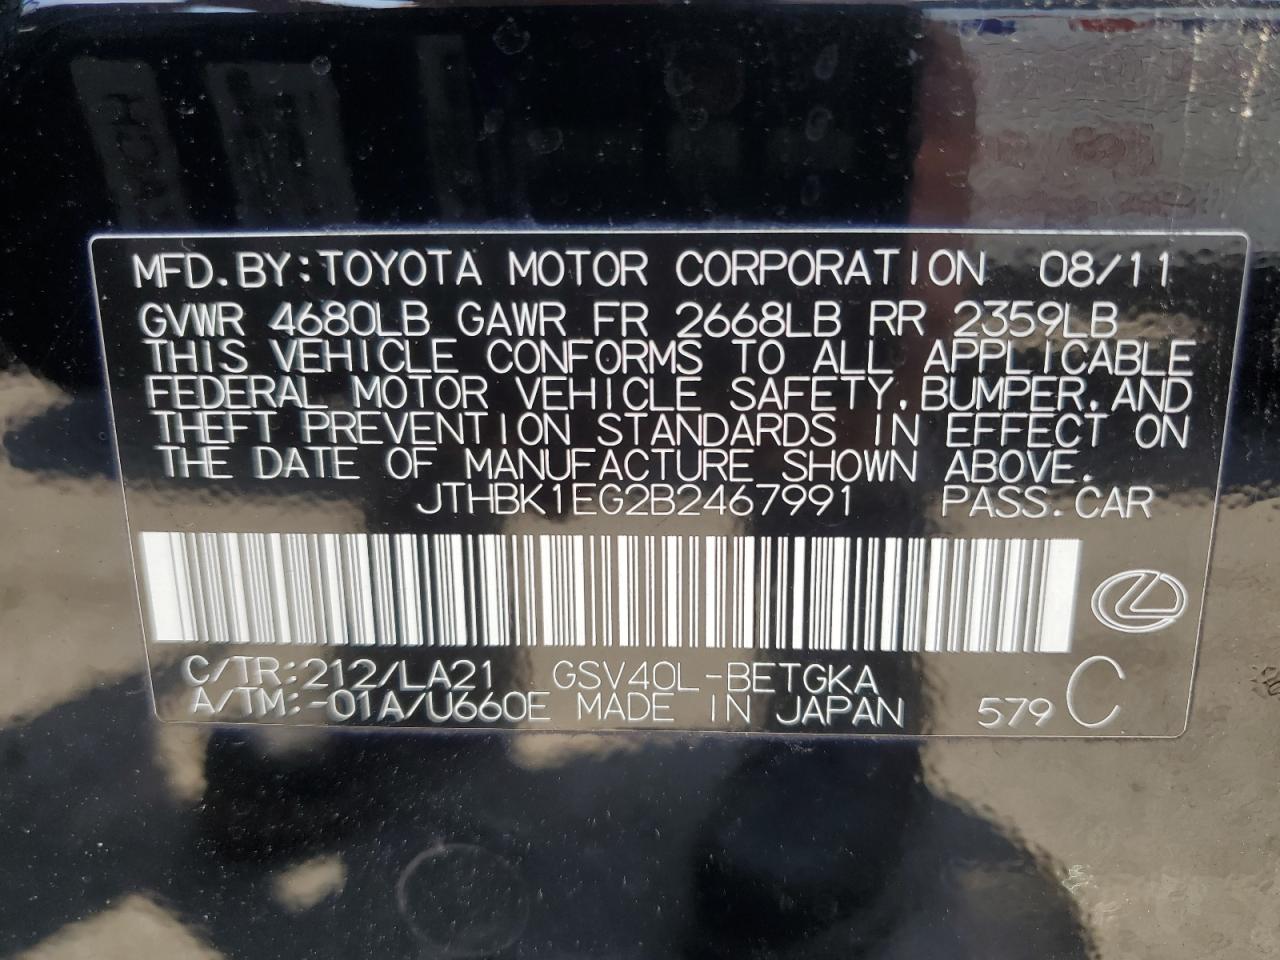 MFD.BY:TOYOTA MOTOR CORPORATION 08/11
GVWR 4680LB GAWR FR 2668LB RR 2359LB
THIS VEHICLE CONFORMS TO ALL APPLICABLE
FEDERAL MOTOR VEHICLE SAFETY,BUMPER,AND
THEFT PREVENTION STANDARDS IN EFFECT ON
THE DATE OF MANUFACTURE SHOWN ABOVE.
JTHBK1EG2B2467991 PASS.CAR
C/TR:212/LA21 GSV40L-BETGKA
A/TM:-01A/U660E MADE IN JAPAN 579 C